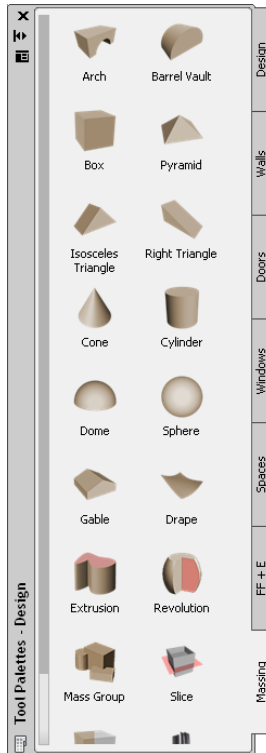 Arch
Barrel Vault
Box
Pyramid
Isosceles
Triangle
Right Triangle
Cone
Cylinder
Dome
Sphere
Gable
Drape
Extrusion
Revolution
Mass Group
Slice
Design
Walls
Doors
Windows
Spaces
FF + E
Massing
Tool Palettes - Design